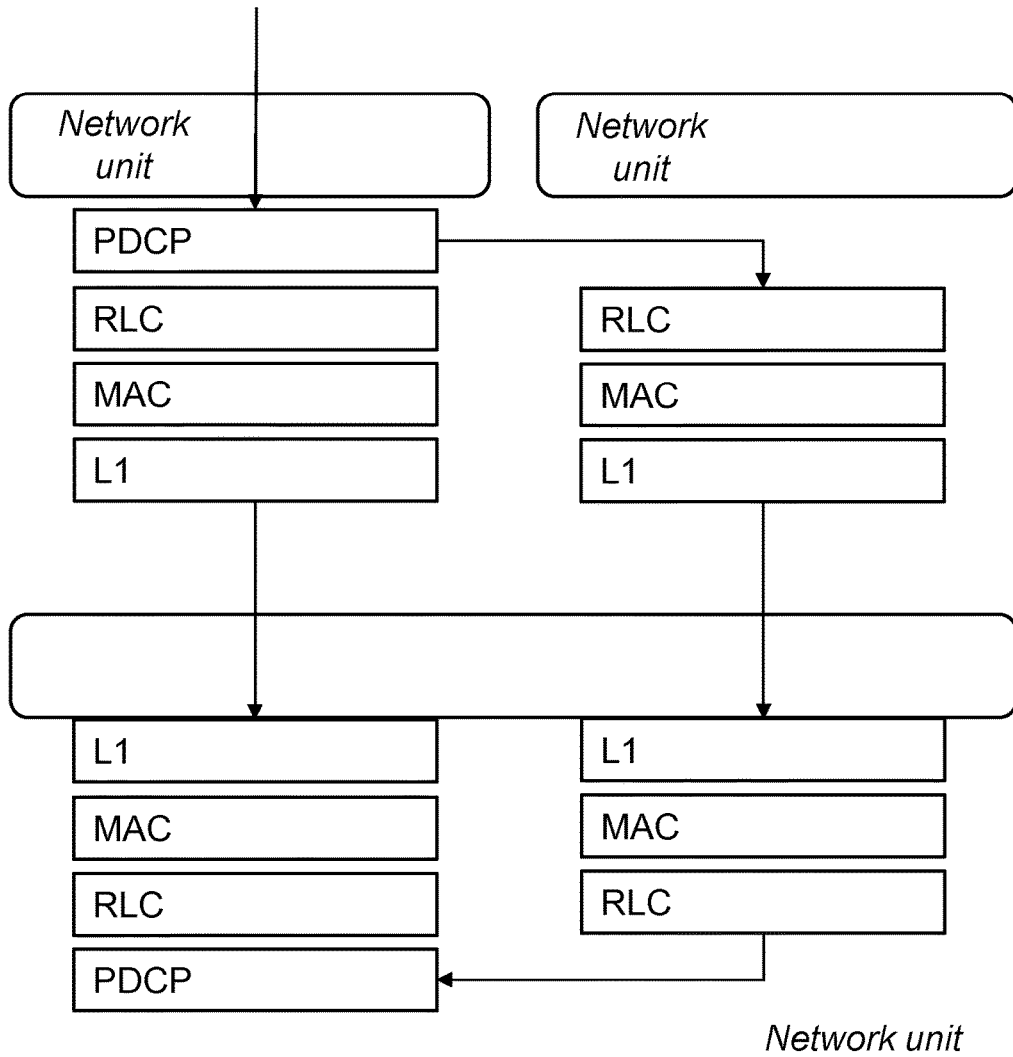 Network
unit
Network
unit
PDCP
RLC
RLC
MAC
MAC
L1
L1
L1
L1
MAC
MAC
RLC
RLC
PDCP
Network unit